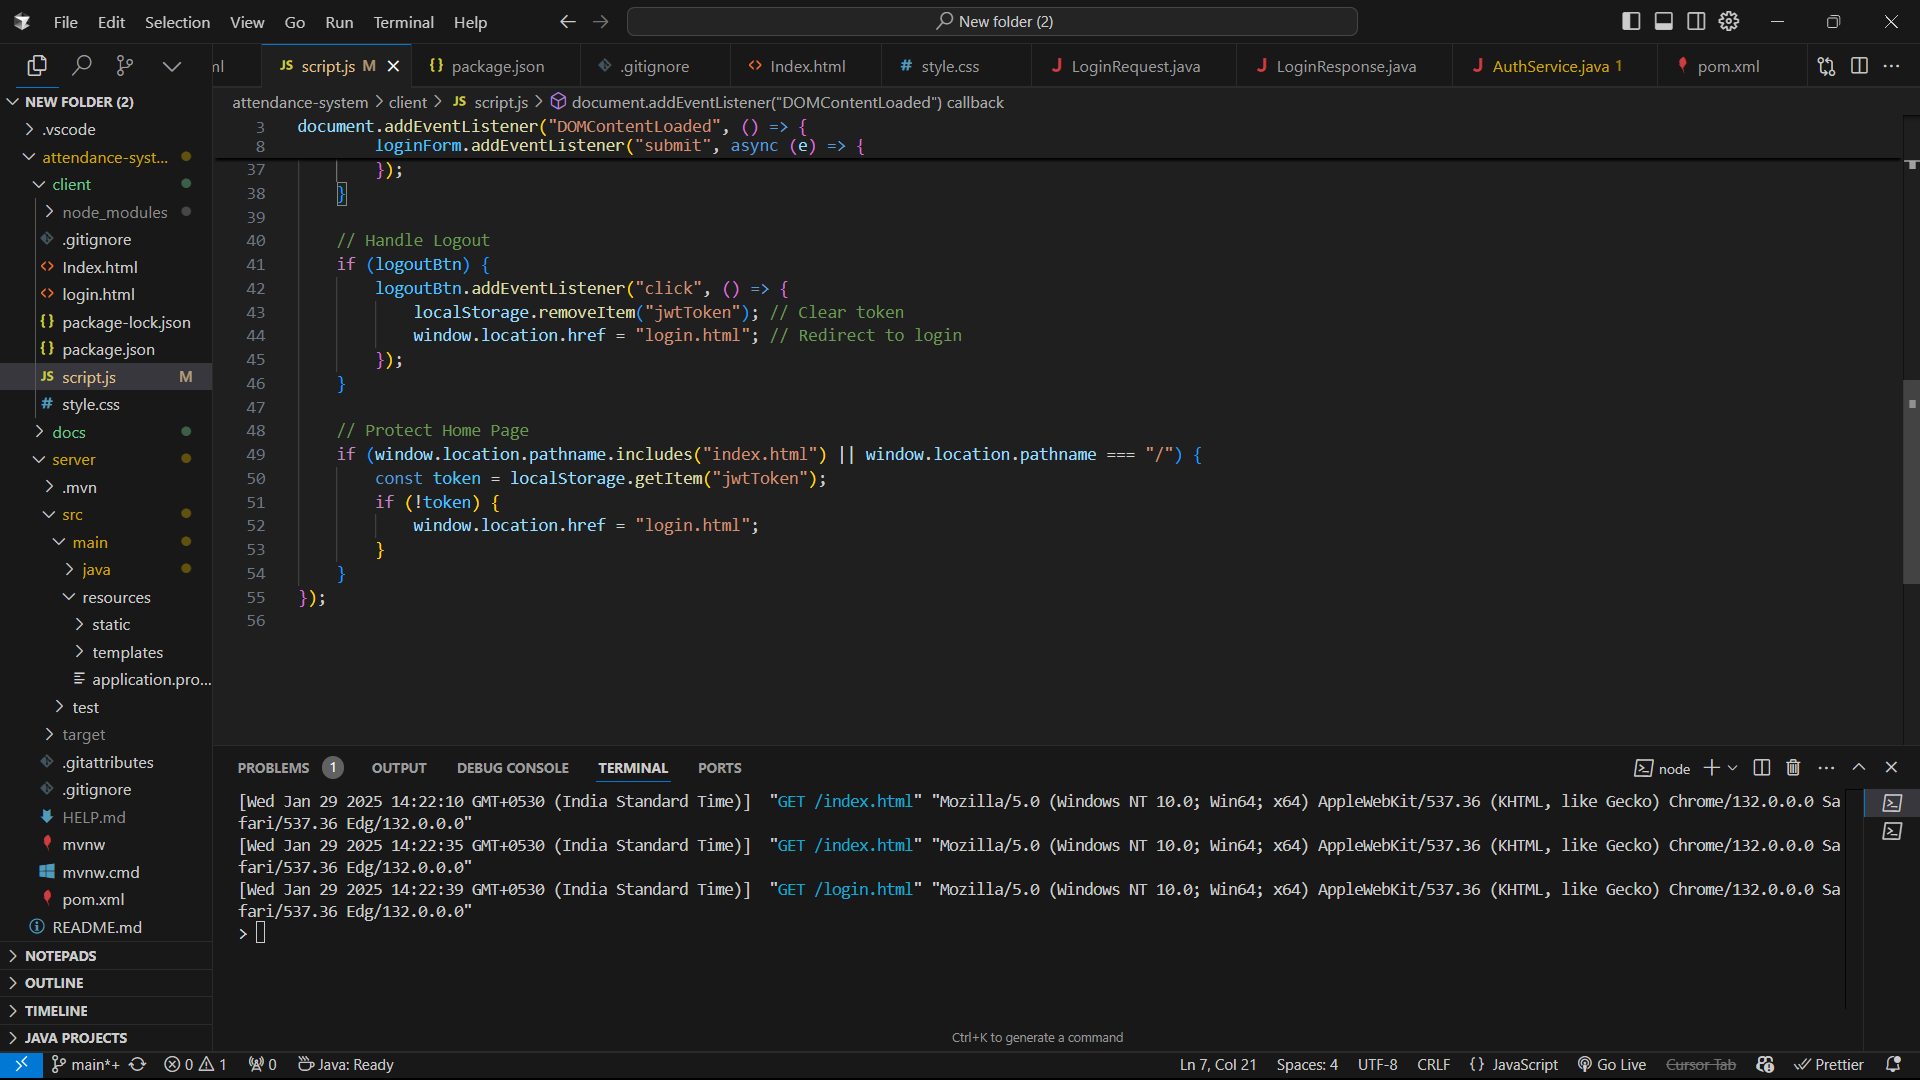 File Edit Selection View Go Run Terminal Help
New folder (2)
ml
JS script.js M
{} package.json
.gitignore
<> Index.html
# style.css
J LoginRequest.java
J LoginResponse.java
J AuthService.java 1
pom.xml
NEW FOLDER (2)
.vscode
attendance-syst...
client
node_modules
.gitignore
<> Index.html
<> login.html
{} package-lock.json
{} package.json
JS script.js M
# style.css
docs
server
.mvn
src
main
java
resources
static
templates
application.pro...
test
target
.gitattributes
.gitignore
HELP.md
mvnw
mvnw.cmd
pom.xml
README.md
NOTEPADS
OUTLINE
TIMELINE
JAVA PROJECTS
attendance-system > client > JS script.js > document.addEventListener("DOMContentLoaded") callback
3 document.addEventListener("DOMContentLoaded", () => {
8 loginForm.addEventListener("submit", async (e) => {
37 });
38 }
39
40 // Handle Logout
41 if (logoutBtn) {
42 logoutBtn.addEventListener("click", () => {
43 localStorage.removeItem("jwtToken"); // Clear token
44 window.location.href = "login.html"; // Redirect to login
45 });
46 }
47
48 // Protect Home Page
49 if (window.location.pathname.includes("index.html") || window.location.pathname === "/") {
50 const token = localStorage.getItem("jwtToken");
51 if (!token) {
52 window.location.href = "login.html";
53 }
54 }
55 });
56
PROBLEMS 1 OUTPUT DEBUG CONSOLE TERMINAL PORTS
node
[Wed Jan 29 2025 14:22:10 GMT+0530 (India Standard Time)] "GET /index.html" "Mozilla/5.0 (Windows NT 10.0; Win64; x64) AppleWebKit/537.36 (KHTML, like Gecko) Chrome/132.0.0.0 Sa
fari/537.36 Edg/132.0.0.0"
[Wed Jan 29 2025 14:22:35 GMT+0530 (India Standard Time)] "GET /index.html" "Mozilla/5.0 (Windows NT 10.0; Win64; x64) AppleWebKit/537.36 (KHTML, like Gecko) Chrome/132.0.0.0 Sa
fari/537.36 Edg/132.0.0.0"
[Wed Jan 29 2025 14:22:39 GMT+0530 (India Standard Time)] "GET /login.html" "Mozilla/5.0 (Windows NT 10.0; Win64; x64) AppleWebKit/537.36 (KHTML, like Gecko) Chrome/132.0.0.0 Sa
fari/537.36 Edg/132.0.0.0"
>
Ctrl+K to generate a command
main*+ 0 1 0 Java: Ready
Ln 7, Col 21 Spaces: 4 UTF-8 CRLF {} JavaScript Go Live Cursor Tab Prettier